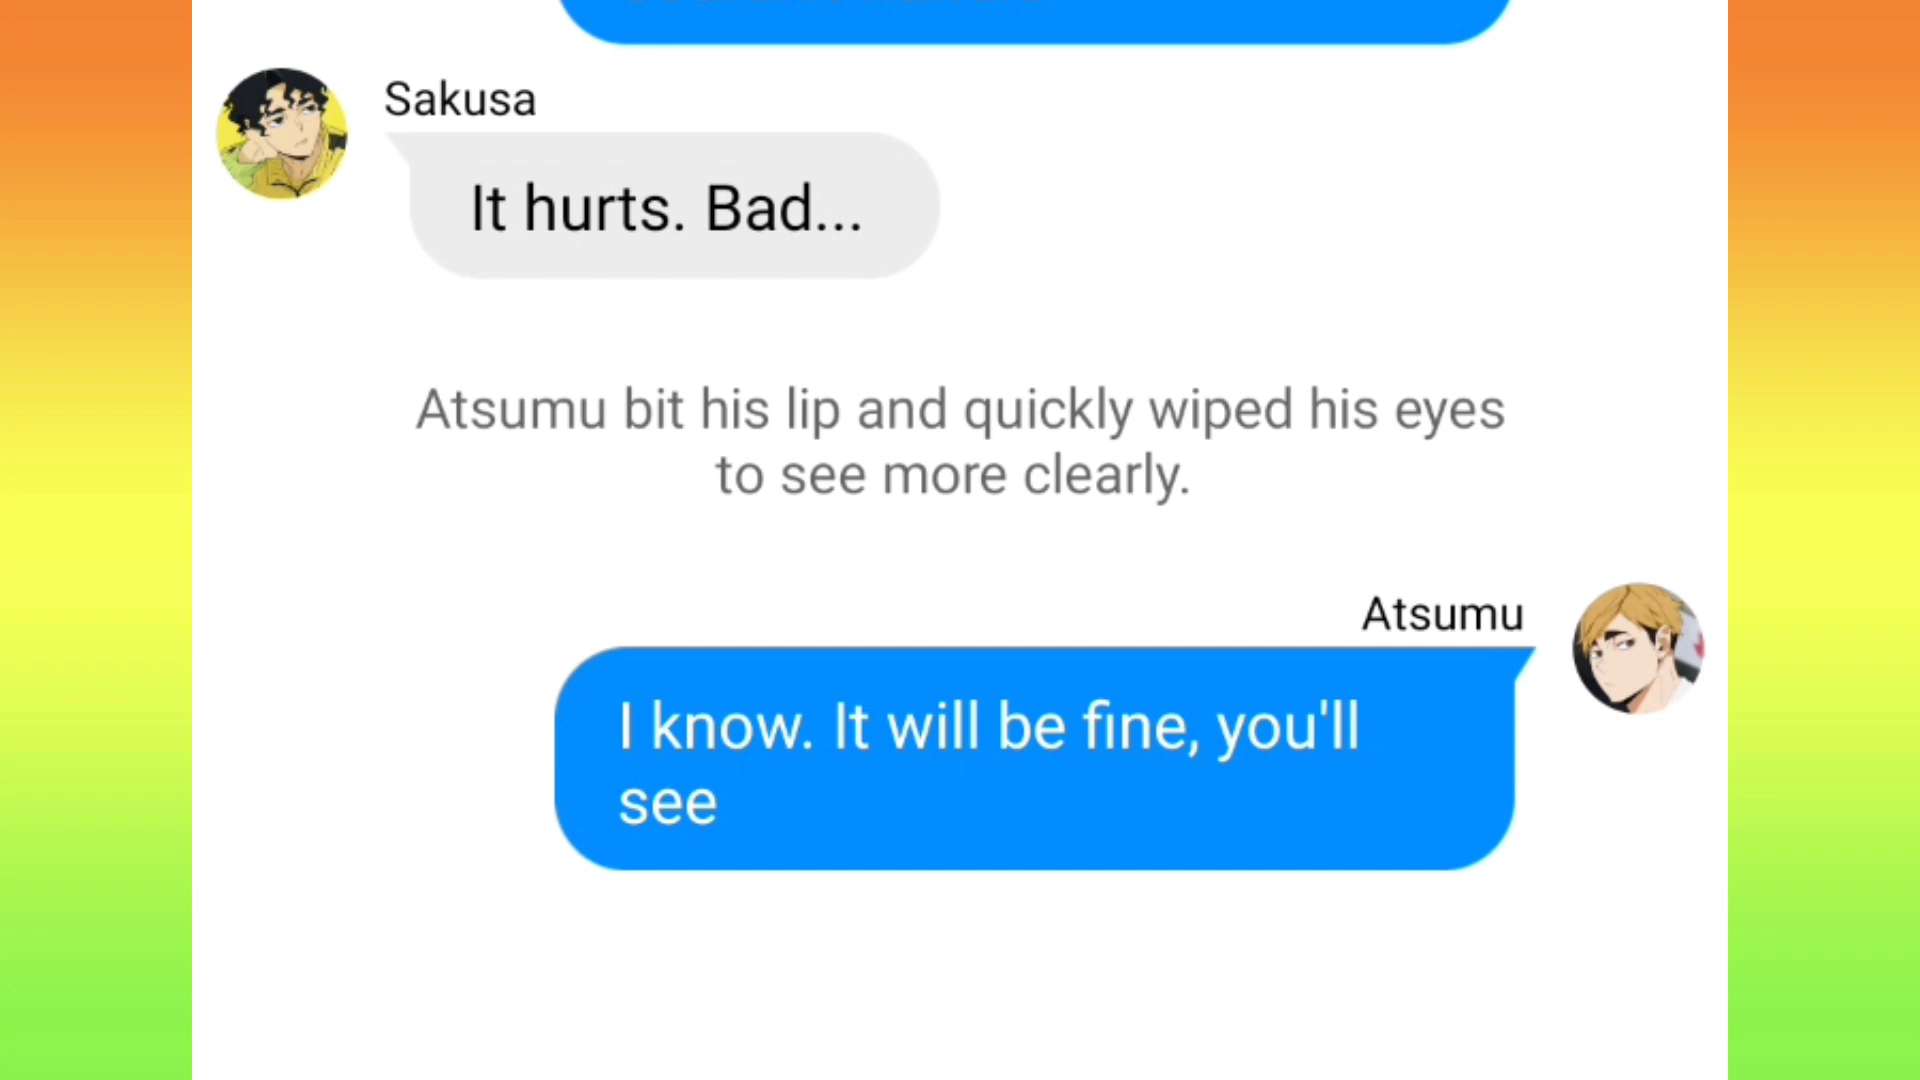 Sakusa
It hurts. Bad...
Atsumu bit his lip and quickly wiped his eyes
to see more clearly.
Atsumu
I know. It will be fine, you'll
see